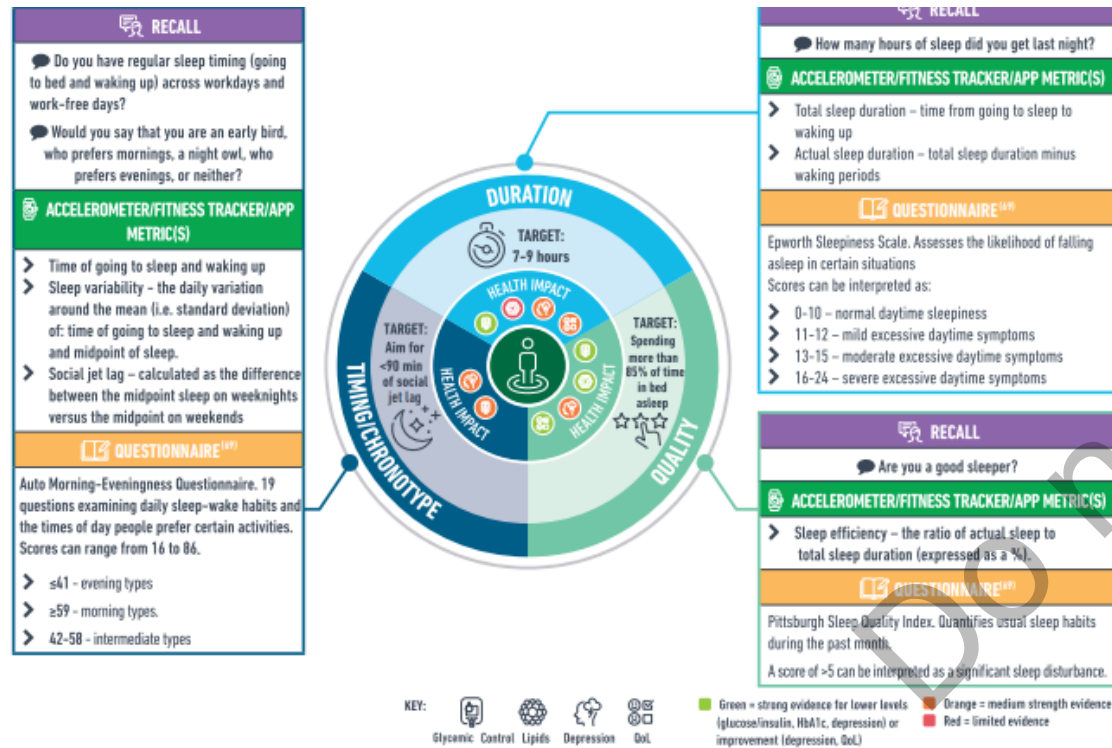 RECALL
Do you have regular sleep timing (going
to bed and waking up) across workdays and
work-free days?
Would you say that you are an early bird,
who prefers mornings, a night owl, who
prefers evenings, or neither?
ACCELEROMETER/FITNESS TRACKER/APP
METRIC(S)
Time of going to sleep and waking up
Sleep variability – the daily variation
around the mean (i.e. standard deviation)
of: time of going to sleep and waking up
and midpoint of sleep.
Social jet lag – calculated as the difference
between the midpoint sleep on weeknights
versus the midpoint on weekends
QUESTIONNAIRE(69)
Auto Morning-Eveningness Questionnaire. 19
questions examining daily sleep-wake habits and
the times of day people prefer certain activities.
Scores can range from 16 to 86.
≤41 – evening types
≥59 – morning types.
42-58 – intermediate types
DURATION
TARGET:
7-9 hours
HEALTH IMPACT
TIMING/CHRONOTYPE
TARGET:
Aim for
<90 min
of social
jet lag
HEALTH IMPACT
QUALITY
TARGET:
Spending
more than
85% of time
in bed
asleep
HEALTH IMPACT
RECALL
How many hours of sleep did you get last night?
ACCELEROMETER/FITNESS TRACKER/APP METRIC(S)
Total sleep duration – time from going to sleep to
waking up
Actual sleep duration – total sleep duration minus
waking periods
QUESTIONNAIRE(69)
Epworth Sleepiness Scale. Assesses the likelihood of falling
asleep in certain situations
Scores can be interpreted as:
0-10 – normal daytime sleepiness
11-12 – mild excessive daytime symptoms
13-15 – moderate excessive daytime symptoms
16-24 – severe excessive daytime symptoms
RECALL
Are you a good sleeper?
ACCELEROMETER/FITNESS TRACKER/APP METRIC(S)
Sleep efficiency – the ratio of actual sleep to
total sleep duration (expressed as a %).
QUESTIONNAIRE(69)
Pittsburgh Sleep Quality Index. Quantifies usual sleep habits
during the past month.
A score of >5 can be interpreted as a significant sleep disturbance.
KEY:
Glycemic Control
Lipids
Depression
QoL
Green = strong evidence for lower levels
(glucose/insulin, HbA1c, depression) or
improvement (depression, QoL)
Orange = medium strength evidence
Red = limited evidence
Do n